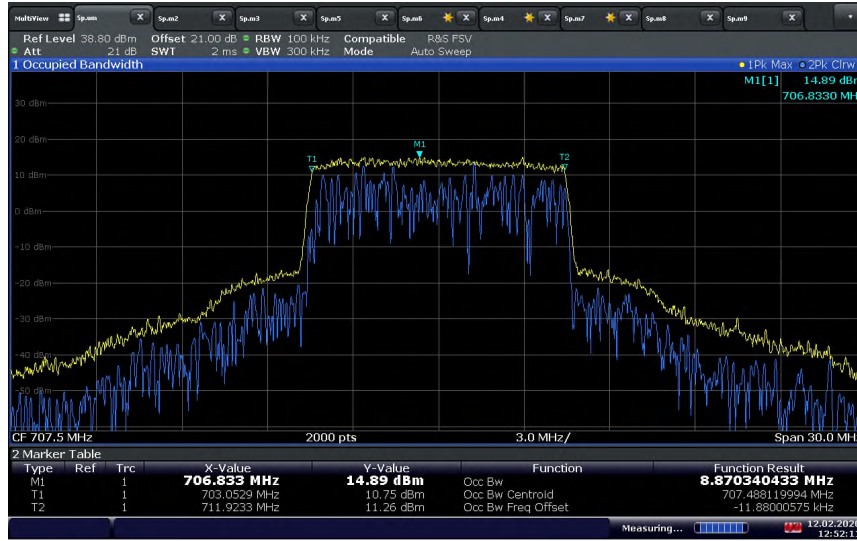 MultiView Sp.um X Sp.m2 X Sp.m3 X Sp.m5 X Sp.m6 X Sp.m4 X Sp.m7 X Sp.m8 X Sp.m9 X
Ref Level 38.80 dBm Offset 21.00 dB RBW 100 kHz Compatible R&S FSV
Att 21 dB SWT 2 ms VBW 300 kHz Mode Auto Sweep
1 Occupied Bandwidth 1Pk Max 2Pk Clrw
M1[1] 14.89 dBm
706.8330 MH
30 dBm
20 dBm
M1
T1 T2
10 dBm
0 dBm
-10 dBm
-20 dBm
-30 dBm
-40 dBm
-50 dBm
CF 707.5 MHz 2000 pts 3.0 MHz/ Span 30.0 MH
2 Marker Table
Type Ref Trc X-Value Y-Value Function Function Result
M1 1 706.833 MHz 14.89 dBm Occ Bw 8.870340433 MHz
T1 1 703.0529 MHz 10.75 dBm Occ Bw Centroid 707.488119994 MHz
T2 1 711.9233 MHz 11.26 dBm Occ Bw Freq Offset -11.88000575 kHz
Measuring... 12.02.2020
12:52:1